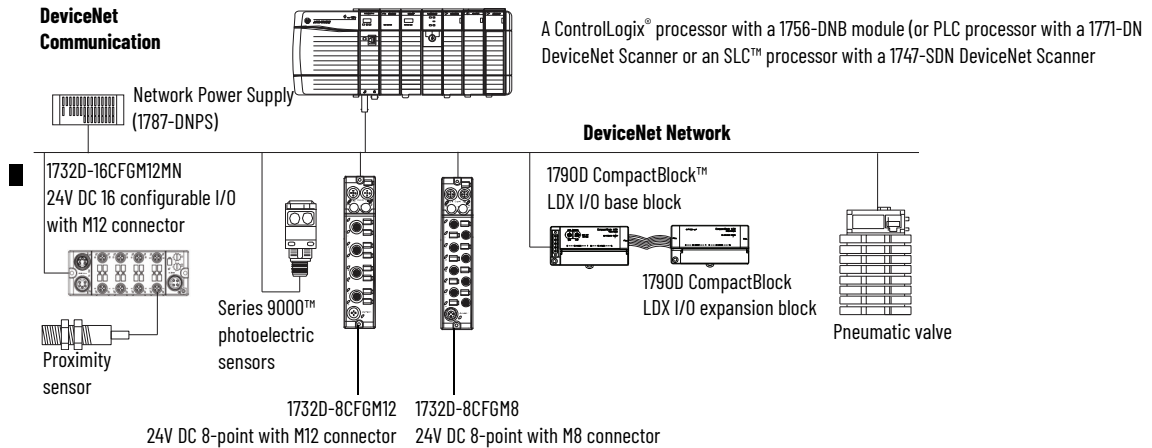 DeviceNet
Communication
A ControlLogix® processor with a 1756-DNB module (or PLC processor with a 1771-DN
DeviceNet Scanner or an SLC™ processor with a 1747-SDN DeviceNet Scanner
Network Power Supply
(1787-DNPS)
DeviceNet Network
1732D-16CFGM12MN
24V DC 16 configurable I/O
with M12 connector
1790D CompactBlock™
LDX I/O base block
1790D CompactBlock
LDX I/O expansion block
Series 9000™
photoelectric
sensors
Pneumatic valve
Proximity
sensor
1732D-8CFGM12
24V DC 8-point with M12 connector
1732D-8CFGM8
24V DC 8-point with M8 connector